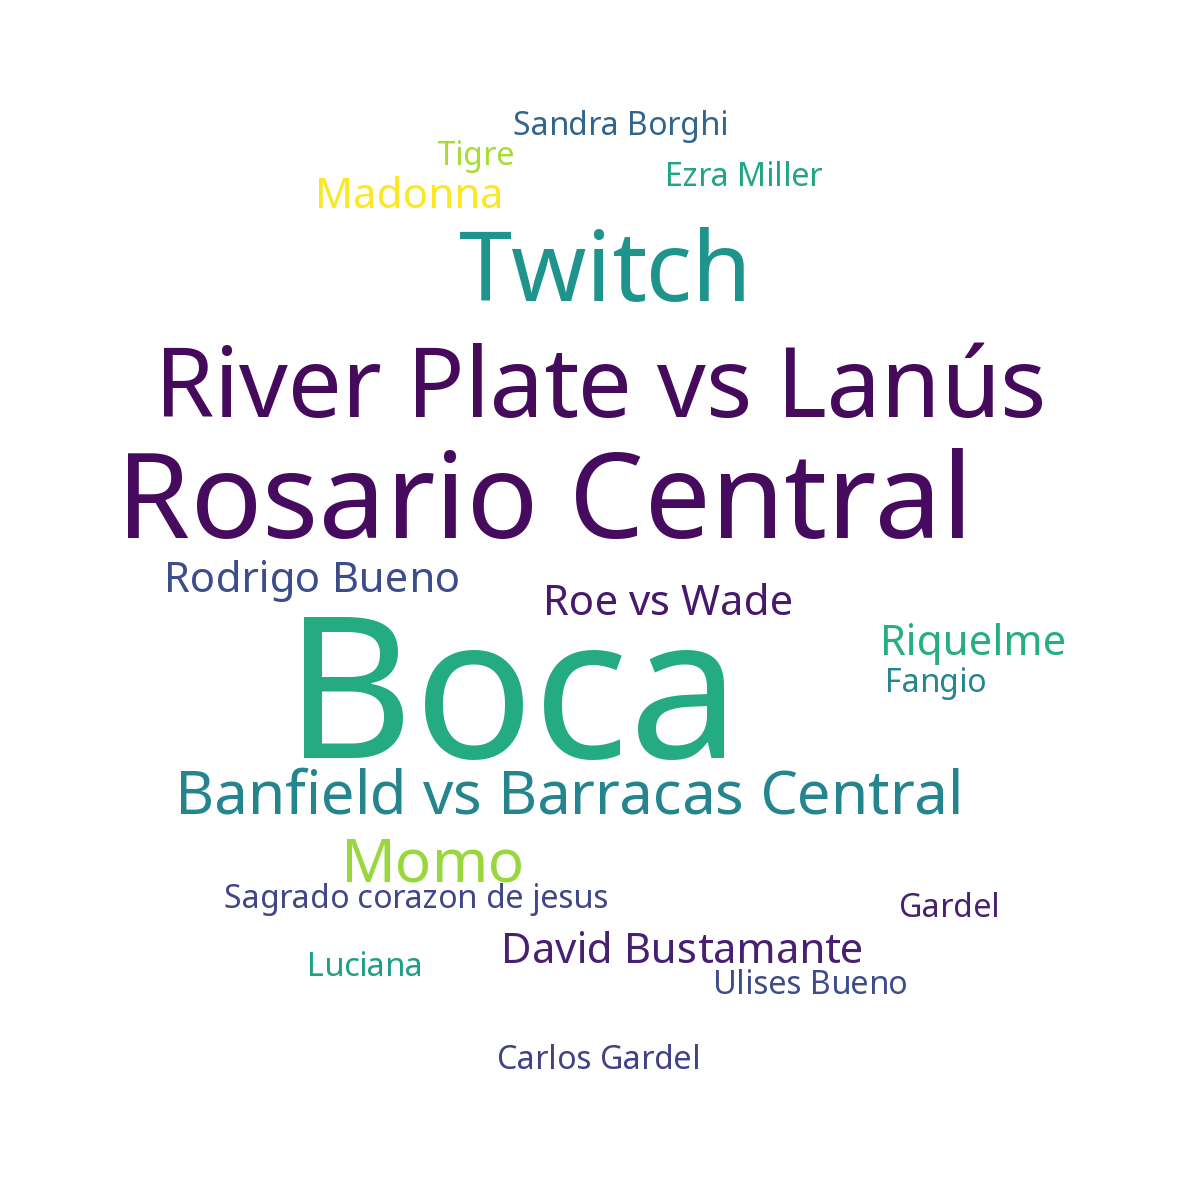 Sandra Borghi
Tigre
Ezra Miller
Madonna
Twitch
River Plate vs Lanús
Rosario Central
Rodrigo Bueno
Roe vs Wade
Riquelme
Boca
Fangio
Banfield vs Barracas Central
Momo
Sagrado corazon de jesus
Gardel
David Bustamante
Luciana
Ulises Bueno
Carlos Gardel